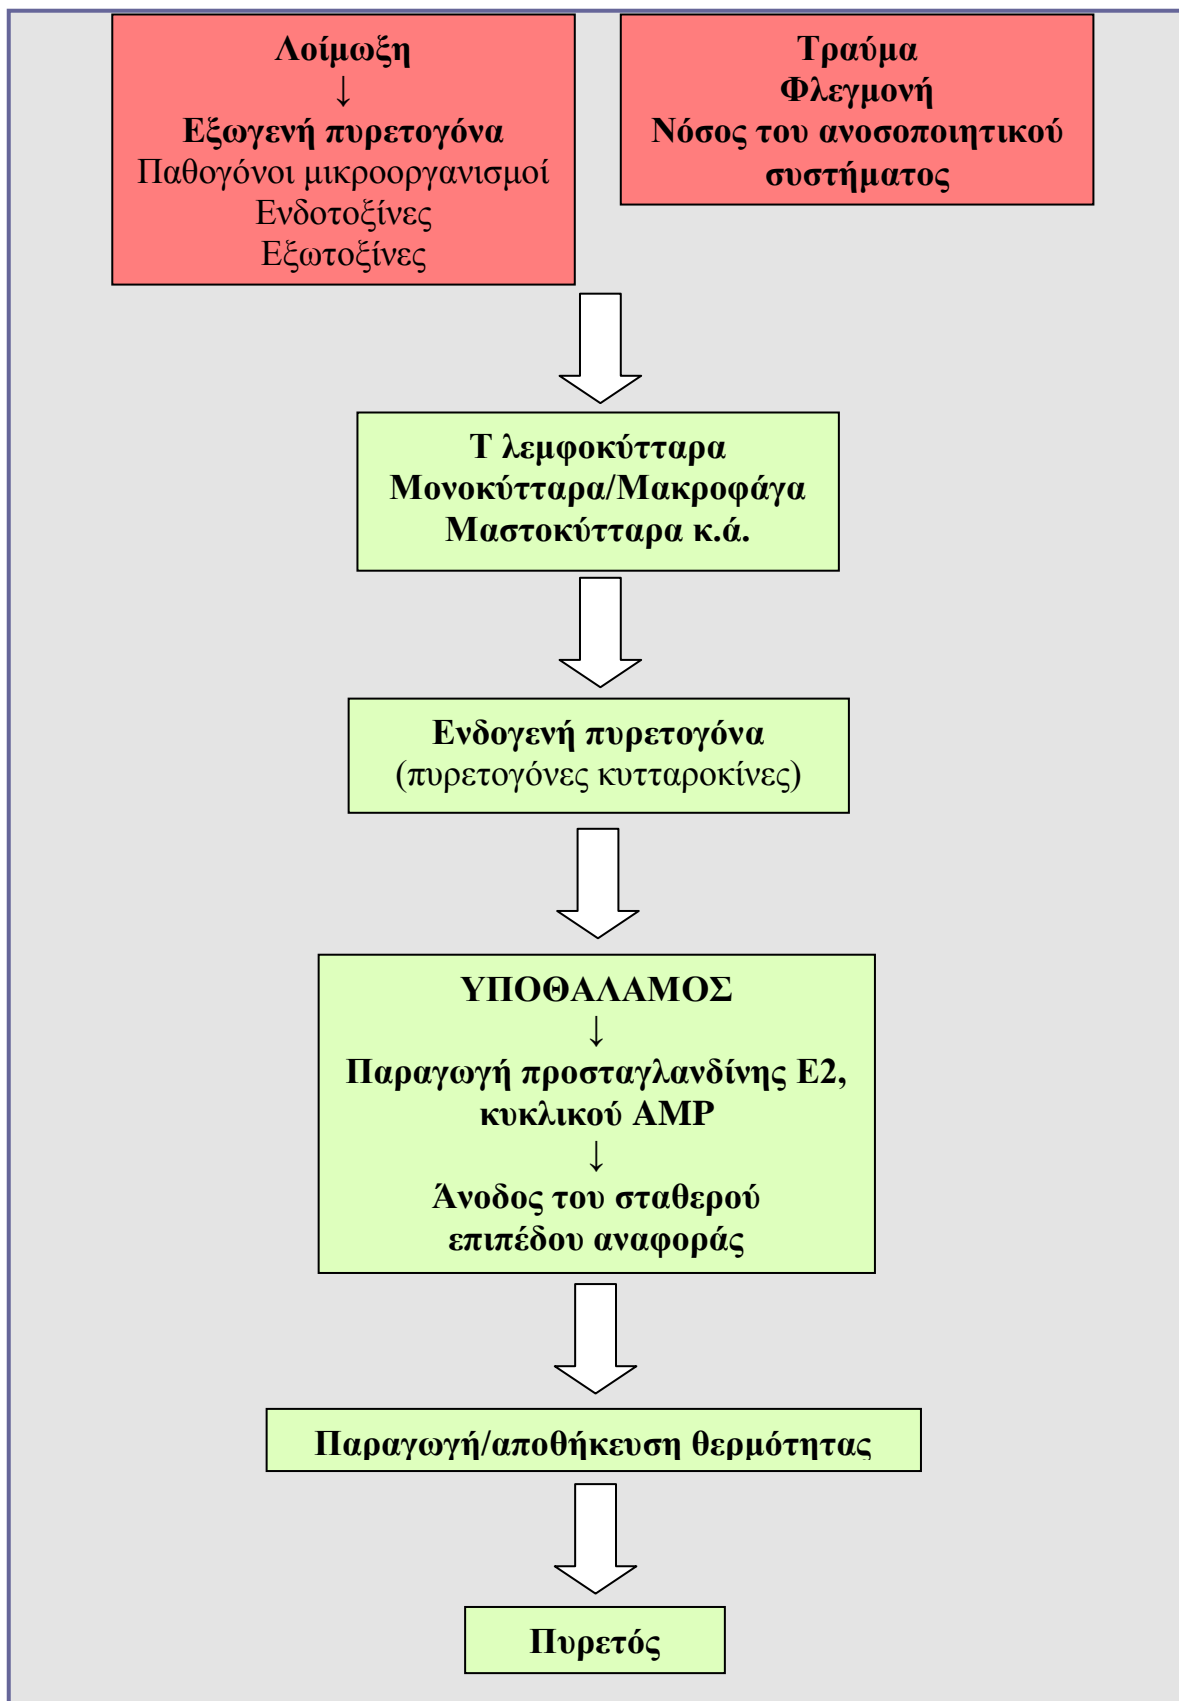 Λοίμωξη
↓
Εξωγενή πυρετογόνα
Παθογόνοι μικροοργανισμοί
Ενδοτοξίνες
Εξωτοξίνες
Τραύμα
Φλεγμονή
Νόσος του ανοσοποιητικού
συστήματος
Τ λεμφοκύτταρα
Μονοκύτταρα/Μακροφάγα
Μαστοκύτταρα κ.ά.
Ενδογενή πυρετογόνα
(πυρετογόνες κυτταροκίνες)
ΥΠΟΘΑΛΑΜΟΣ
↓
Παραγωγή προσταγλανδίνης Ε2,
κυκλικού AMP
↓
Άνοδος του σταθερού
επιπέδου αναφοράς
Παραγωγή/αποθήκευση θερμότητας
Πυρετός